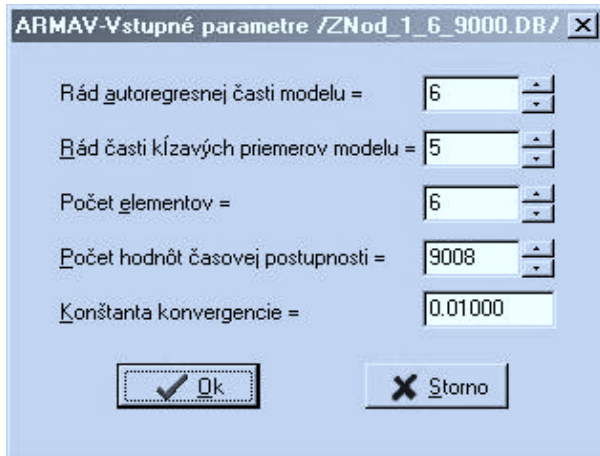 ARMAV-Vstupné parametre /ZNod_1_6_9000.DB/
Rád autoregresnej časti modelu = 6
Rád časti kĺzavých priemerov modelu = 5
Počet elementov = 6
Počet hodnôt časovej postupnosti = 9008
Konštanta konvergencie = 0.01000
Ok Storno